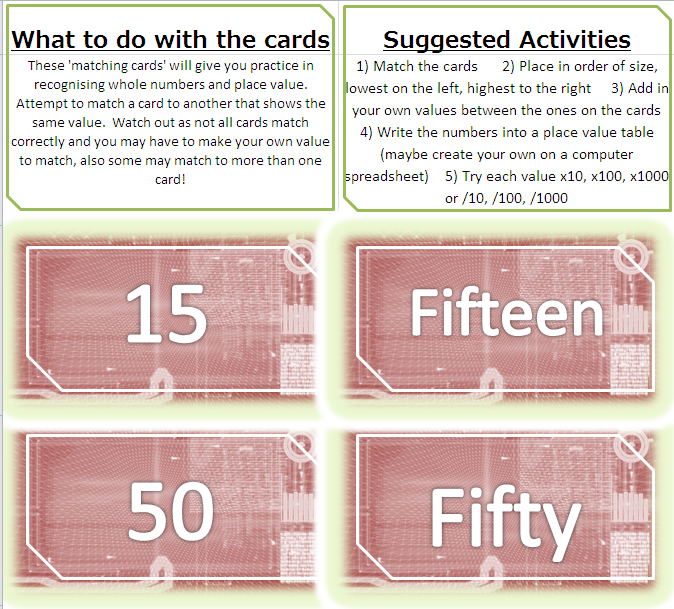 What to do with the cards
These 'matching cards' will give you practice in
recognising whole numbers and place value.
Attempt to match a card to another that shows the
same value.  Watch out as not all cards match
correctly and you may have to make your own value
to match, also some may match to more than one
card!
Suggested Activities
1) Match the cards     2) Place in order of size,
lowest on the left, highest to the right     3) Add in
your own values between the ones on the cards
4) Write the numbers into a place value table
(maybe create your own on a computer
spreadsheet)    5) Try each value x10, x100, x1000
or /10, /100, /1000
15
Fifteen
50
Fifty